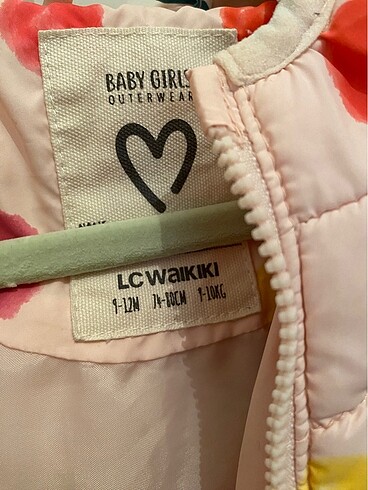 BABY GIRLS
OUTERWEAR
LC WAIKIKI
9-12M 74-80CM 9-10KG